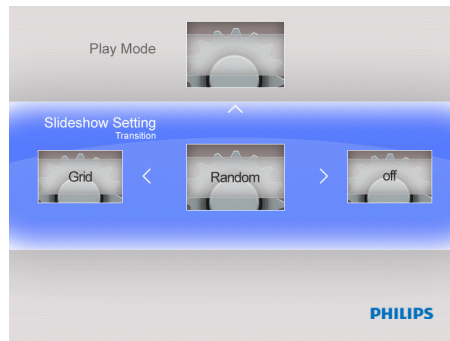 Play Mode
Slideshow Setting
Transition
Grid
Random
off
PHILIPS